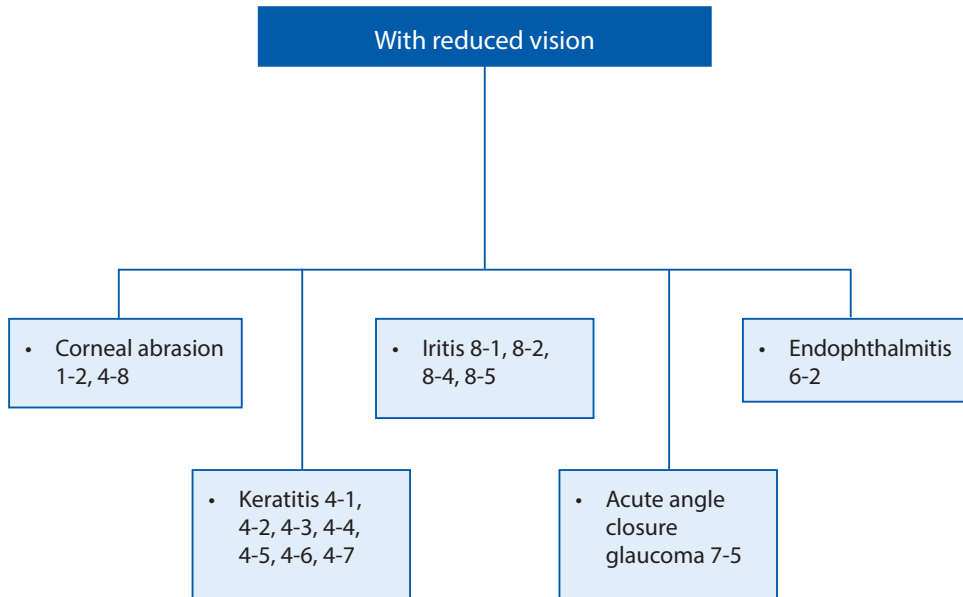 With reduced vision
• Corneal abrasion
1-2, 4-8
• Iritis 8-1, 8-2,
8-4, 8-5
• Endophthalmitis
6-2
• Keratitis 4-1,
4-2, 4-3, 4-4,
4-5, 4-6, 4-7
• Acute angle
closure
glaucoma 7-5